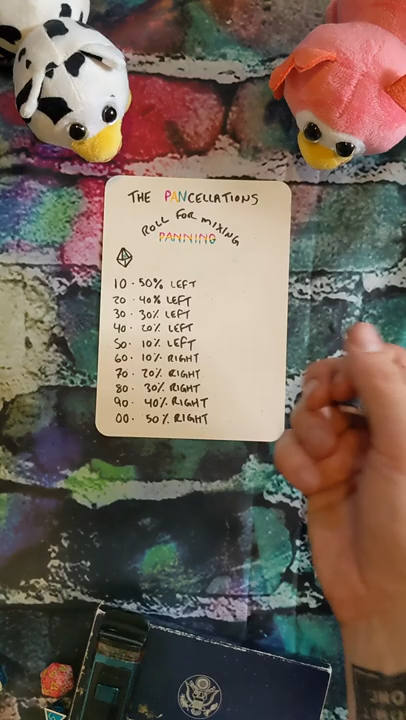 THE PANCELLATIONS
ROLL FOR MIXING
PANNING
10 · 50% LEFT
20 · 40% LEFT
30 · 30% LEFT
40 · 20% LEFT
50 · 10% LEFT
60 · 10% RIGHT
70 · 20% RIGHT
80 · 30% RIGHT
90 · 40% RIGHT
00 · 50% RIGHT